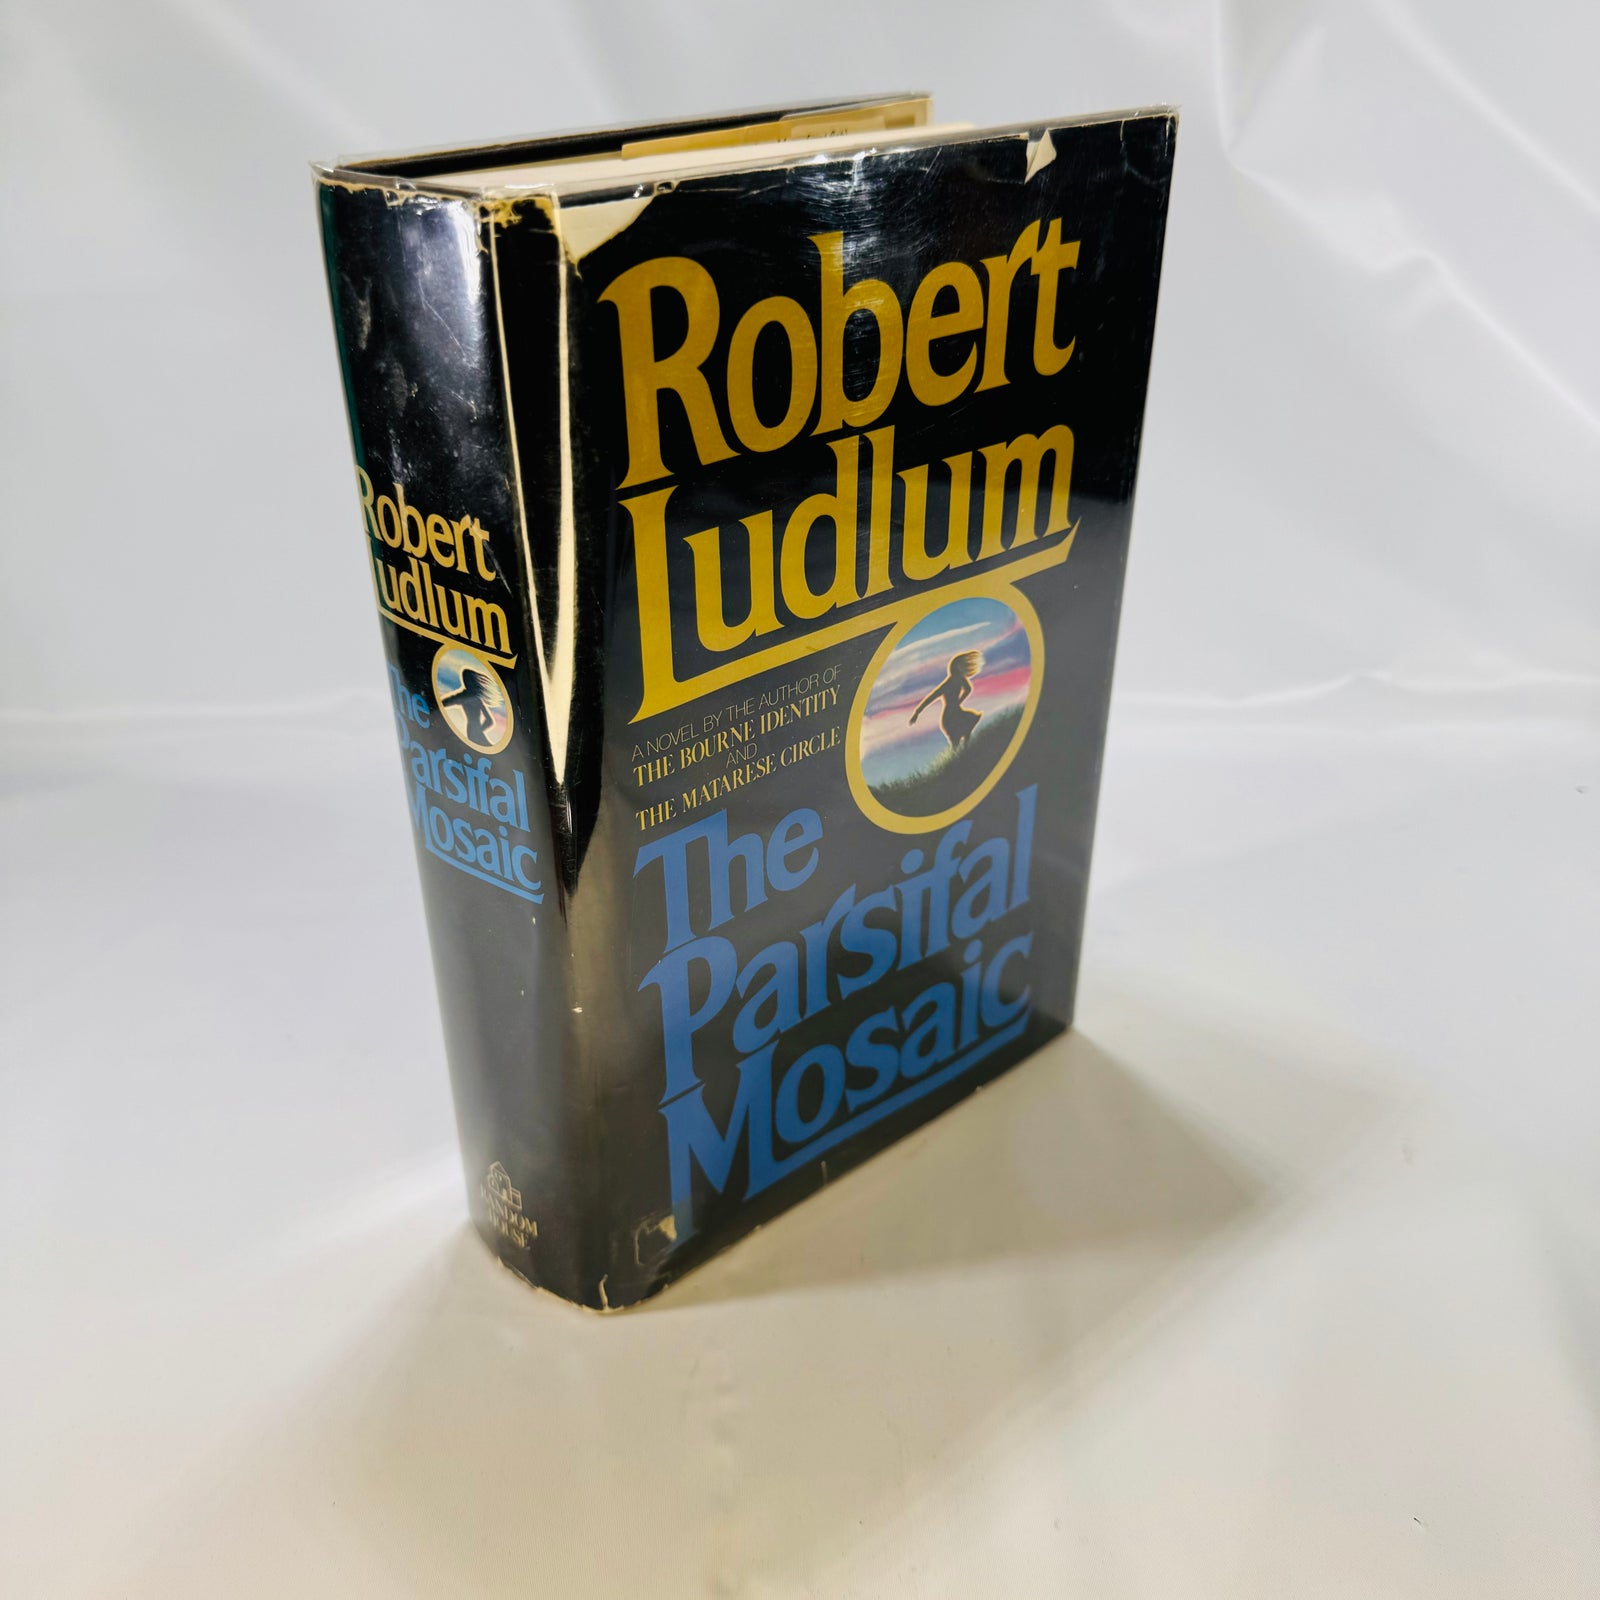 Robert
Ludlum
The
Parsifal
Mosaic
RANDOM
HOUSE
Robert
Ludlum
A NOVEL BY THE AUTHOR OF
THE BOURNE IDENTITY
AND
THE MATARESE CIRCLE
The
Parsifal
Mosaic